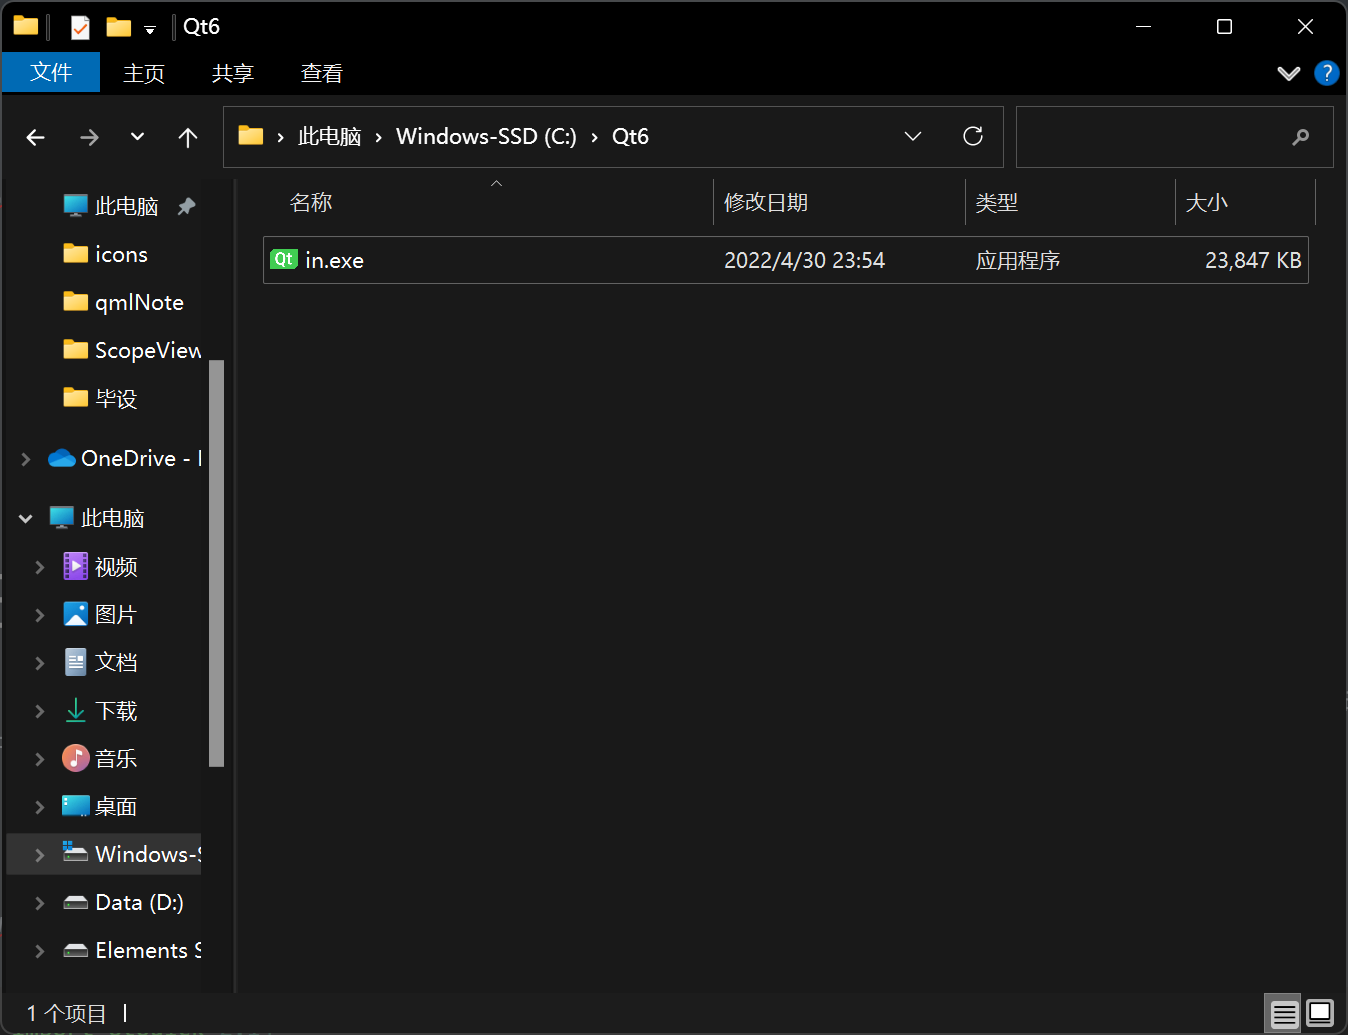 Qt6
文件 主页 共享 查看 ?
此电脑 › Windows-SSD (C:) › Qt6
名称 修改日期 类型 大小
Qt in.exe 2022/4/30 23:54 应用程序 23,847 KB
此电脑
icons
qmlNote
ScopeView
毕设
OneDrive -
此电脑
视频
图片
文档
下载
音乐
桌面
Windows-S
Data (D:)
Elements S
1 个项目